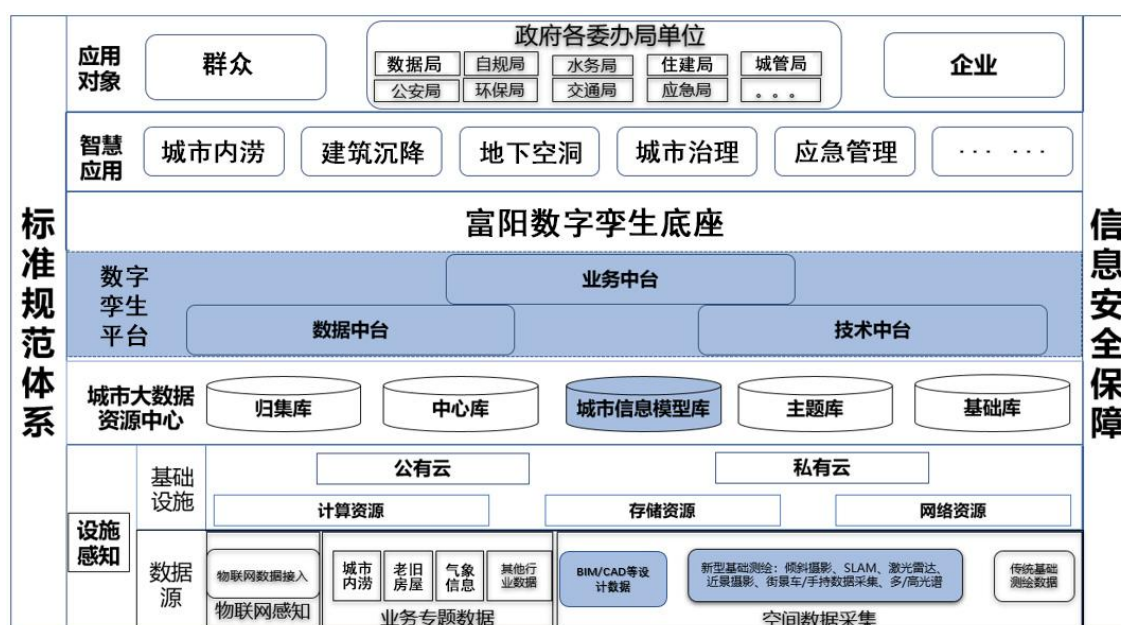 标准规范体系
应用
对象
群众
政府各委办局单位
数据局 自规局 水务局 住建局 城管局
公安局 环保局 交通局 应急局 。。。
企业
智慧
应用
城市内涝 建筑沉降 地下空洞 城市治理 应急管理 ··· ···
富阳数字孪生底座
数字
孪生
平台
业务中台
数据中台 技术中台
城市大数据
资源中心
归集库 中心库 城市信息模型库 主题库 基础库
设施
感知
基础
设施
公有云 私有云
计算资源 存储资源 网络资源
数据
源
物联网数据接入
物联网感知
城市
内涝
老旧
房屋
气象
信息
其他行
业数据
业务专题数据
BIM/CAD等设
计数据
新型基础测绘：倾斜摄影、SLAM、激光雷达、
近景摄影、街景车/手持数据采集、多/高光谱
传统基础
测绘数据
空间数据采集
信息安全保障